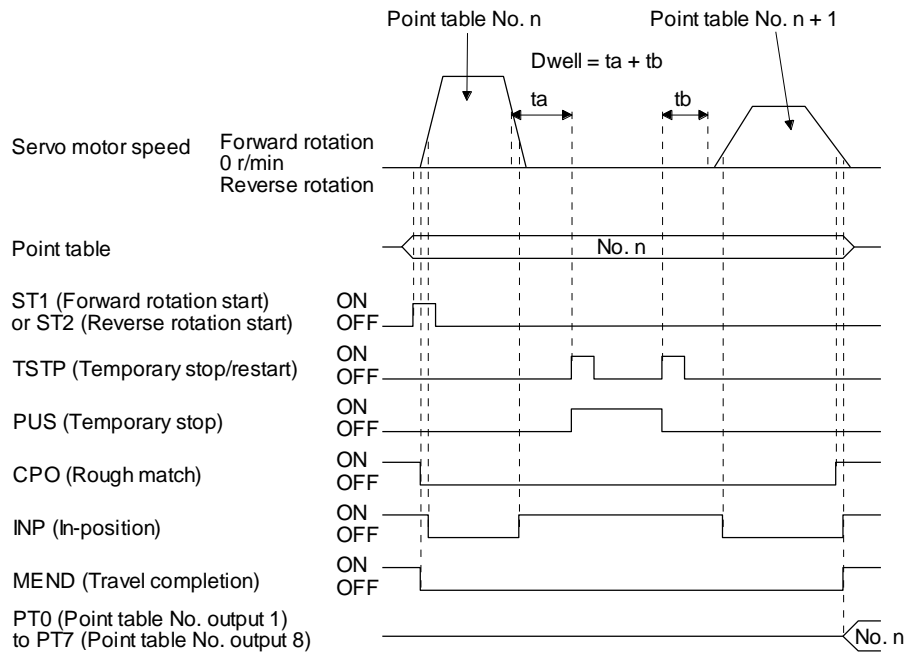 Point table No. n
Point table No. n + 1
Dwell = ta + tb
ta
tb
Servo motor speed
Forward rotation
0 r/min
Reverse rotation
Point table
No. n
ST1 (Forward rotation start)
or ST2 (Reverse rotation start)
ON
OFF
TSTP (Temporary stop/restart)
ON
OFF
PUS (Temporary stop)
ON
OFF
CPO (Rough match)
ON
OFF
INP (In-position)
ON
OFF
MEND (Travel completion)
ON
OFF
PT0 (Point table No. output 1)
to PT7 (Point table No. output 8)
No. n